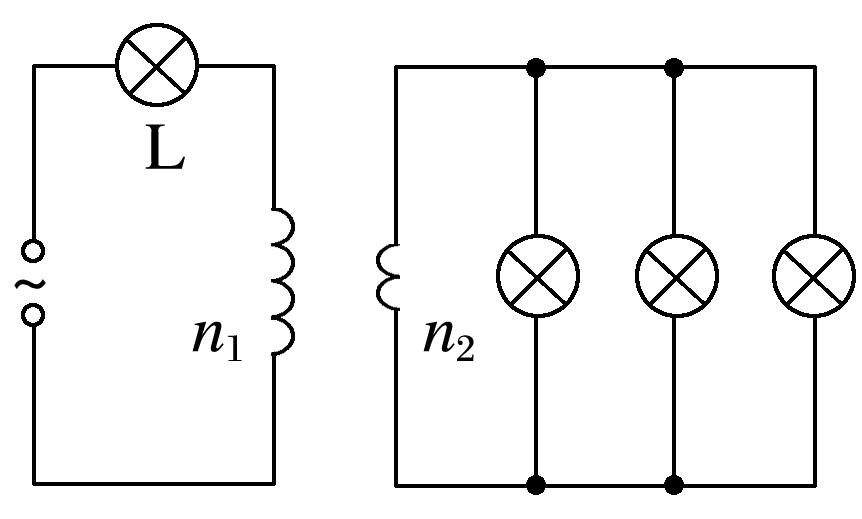 L
~
n₁
n₂